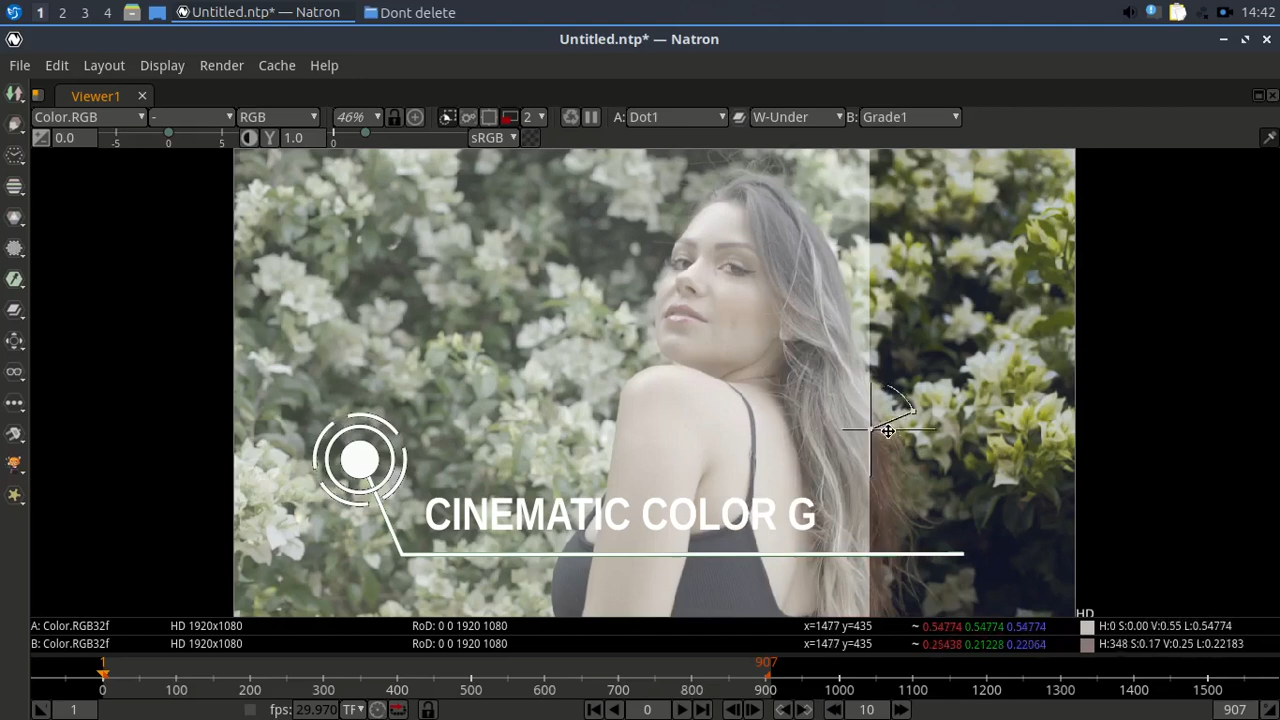 1 2 3 4 Untitled.ntp* — Natron Dont delete 14:42
Untitled.ntp* — Natron
File Edit Layout Display Render Cache Help
Viewer1
Color.RGB - RGB 46% 2 A: Dot1 W-Under B: Grade1
0.0 -5 0 5 Y 1.0 0 sRGB
CINEMATIC COLOR G
HD
A: Color.RGB32f HD 1920x1080 RoD: 0 0 1920 1080 x=1477 y=435 ~ 0.54774 0.54774 0.54774 H:0 S:0.00 V:0.55 L:0.54774
B: Color.RGB32f HD 1920x1080 RoD: 0 0 1920 1080 x=1477 y=435 ~ 0.25438 0.21228 0.22064 H:348 S:0.17 V:0.25 L:0.22183
1 907
0 100 200 300 400 500 600 700 800 900 1000 1100 1200 1300 1400 1500
1 fps: 29.970 TF 0 10 907